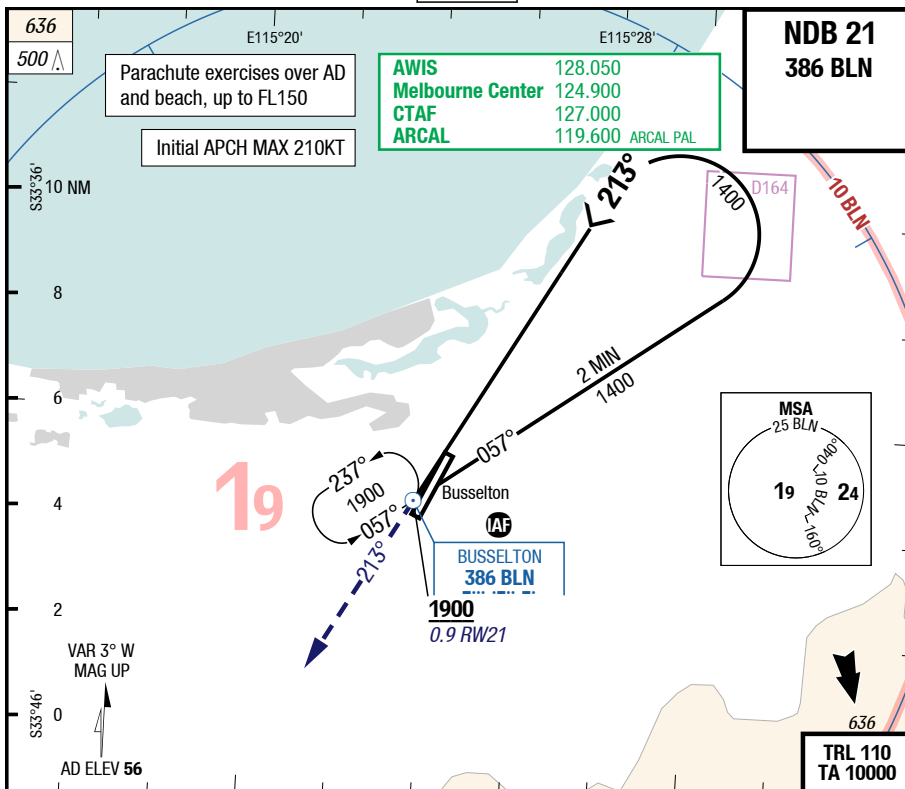 636
500
E115°20'
E115°28'
NDB 21
386 BLN
Parachute exercises over AD
and beach, up to FL150
Initial APCH MAX 210KT
AWIS 128.050
Melbourne Center 124.900
CTAF 127.000
ARCAL 119.600 ARCAL PAL
S33°36'
10 NM
213°
1400
D164
10 BLN
8
2 MIN
1400
6
057°
MSA
25 BLN
040°
10 BLN
160°
19
24
237°
1900
057°
19
4
Busselton
IAF
213°
BUSSELTON
386 BLN
1900
0.9 RW21
2
VAR 3° W
MAG UP
S33°46'
0
636
AD ELEV 56
TRL 110
TA 10000